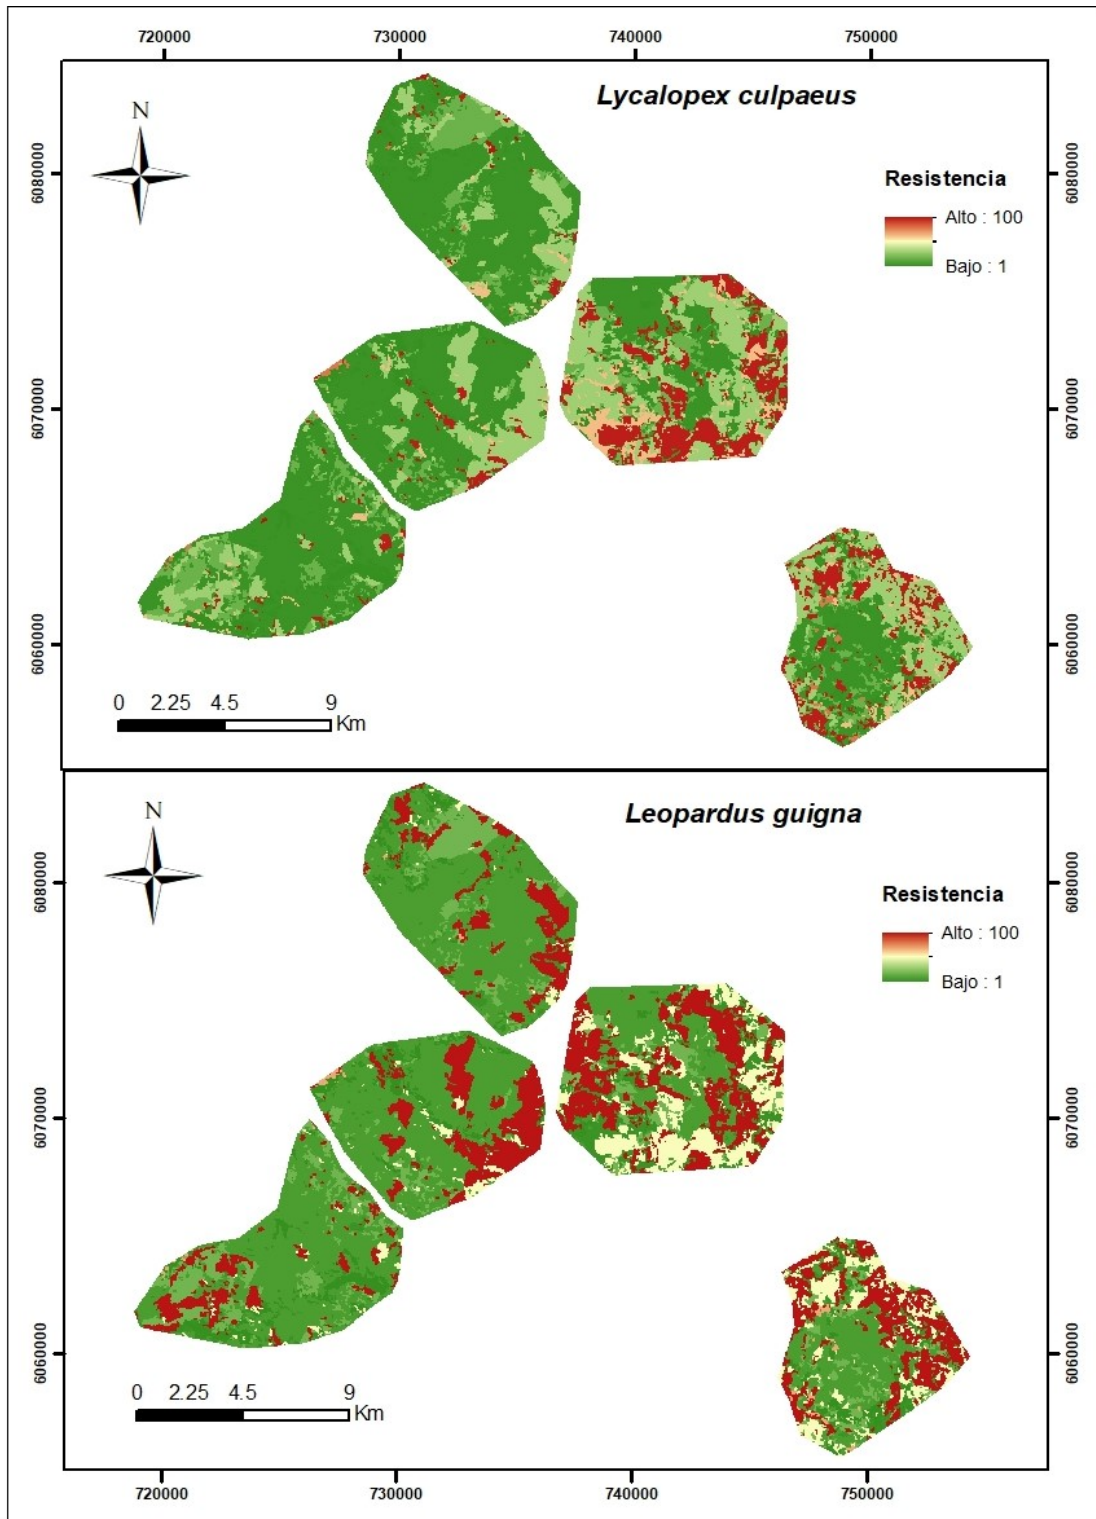 720000 730000 740000 750000
Lycalopex culpaeus
N
6080000 6080000
Resistencia
Alto : 100
Bajo : 1
6070000 6070000
6060000 6060000
0 2.25 4.5 9
Km
Leopardus guigna
N
6080000 6080000
Resistencia
Alto : 100
Bajo : 1
6070000 6070000
6060000 6060000
0 2.25 4.5 9
Km
720000 730000 740000 750000